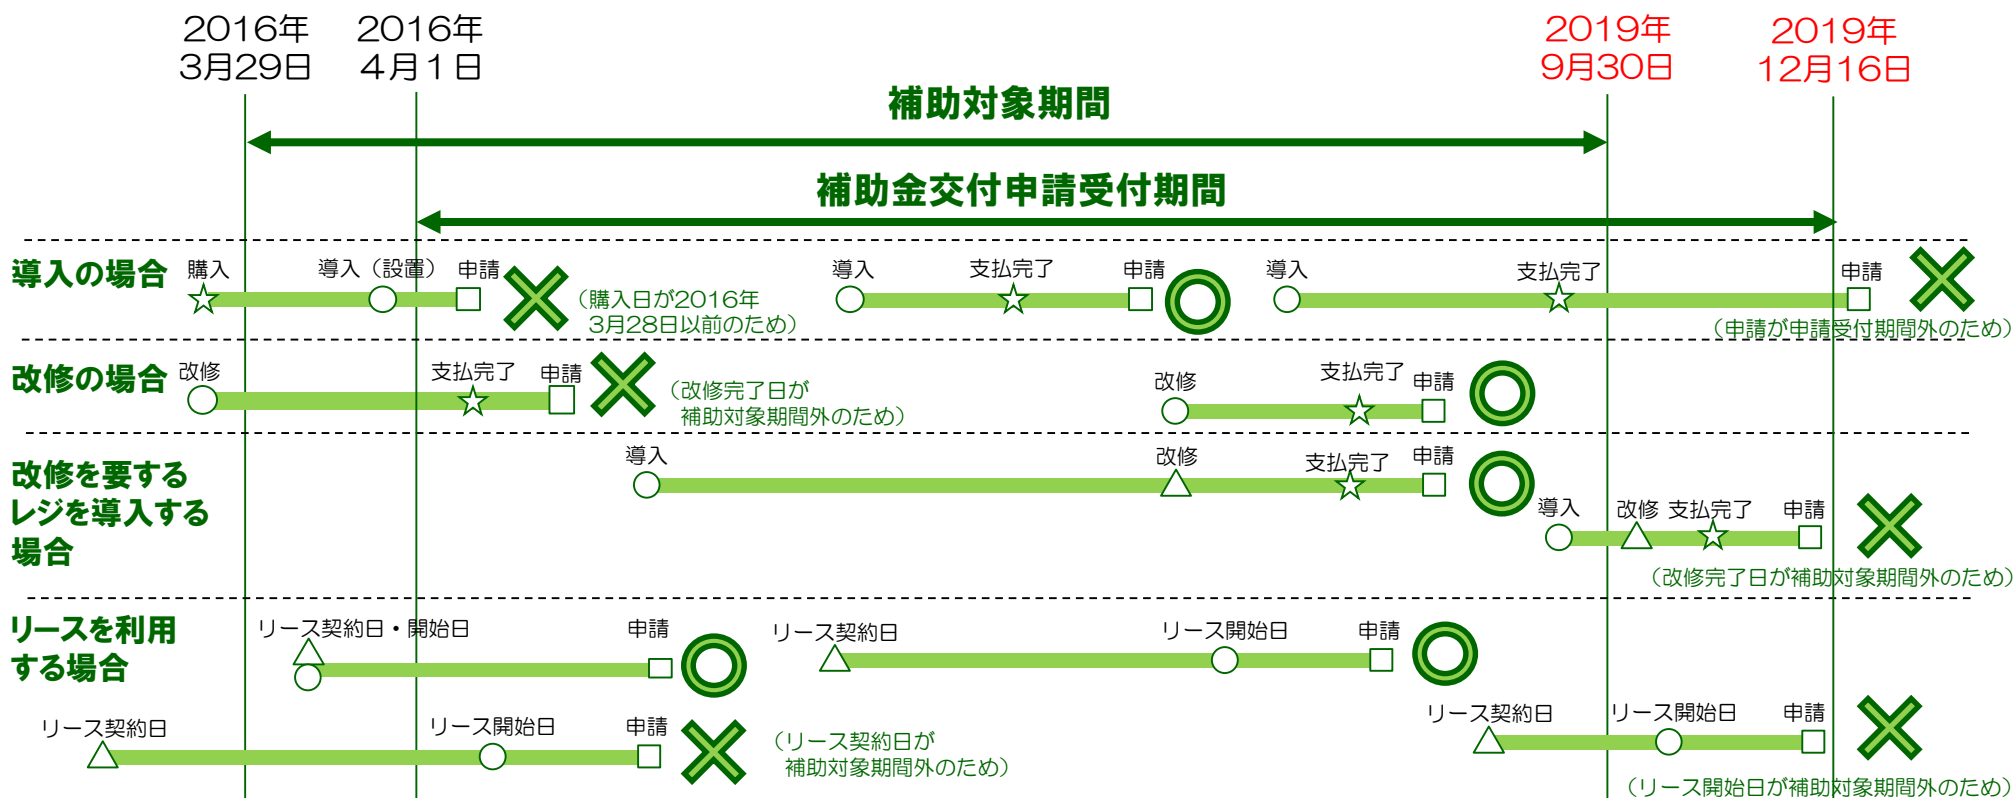 2016年
3月29日
2016年
4月1日
2019年
9月30日
2019年
12月16日
補助対象期間
補助金交付申請受付期間
導入の場合
購入
導入（設置）
申請
（購入日が2016年
3月28日以前のため）
導入
支払完了
申請
導入
支払完了
申請
（申請が申請受付期間外のため）
改修の場合
改修
支払完了
申請
（改修完了日が
補助対象期間外のため）
改修
支払完了
申請
改修を要する
レジを導入する
場合
導入
改修
支払完了
申請
導入
改修
支払完了
申請
（改修完了日が補助対象期間外のため）
リースを利用
する場合
リース契約日・開始日
申請
リース契約日
リース開始日
申請
リース契約日
リース開始日
申請
（リース契約日が
補助対象期間外のため）
リース契約日
リース開始日
申請
（リース開始日が補助対象期間外のため）